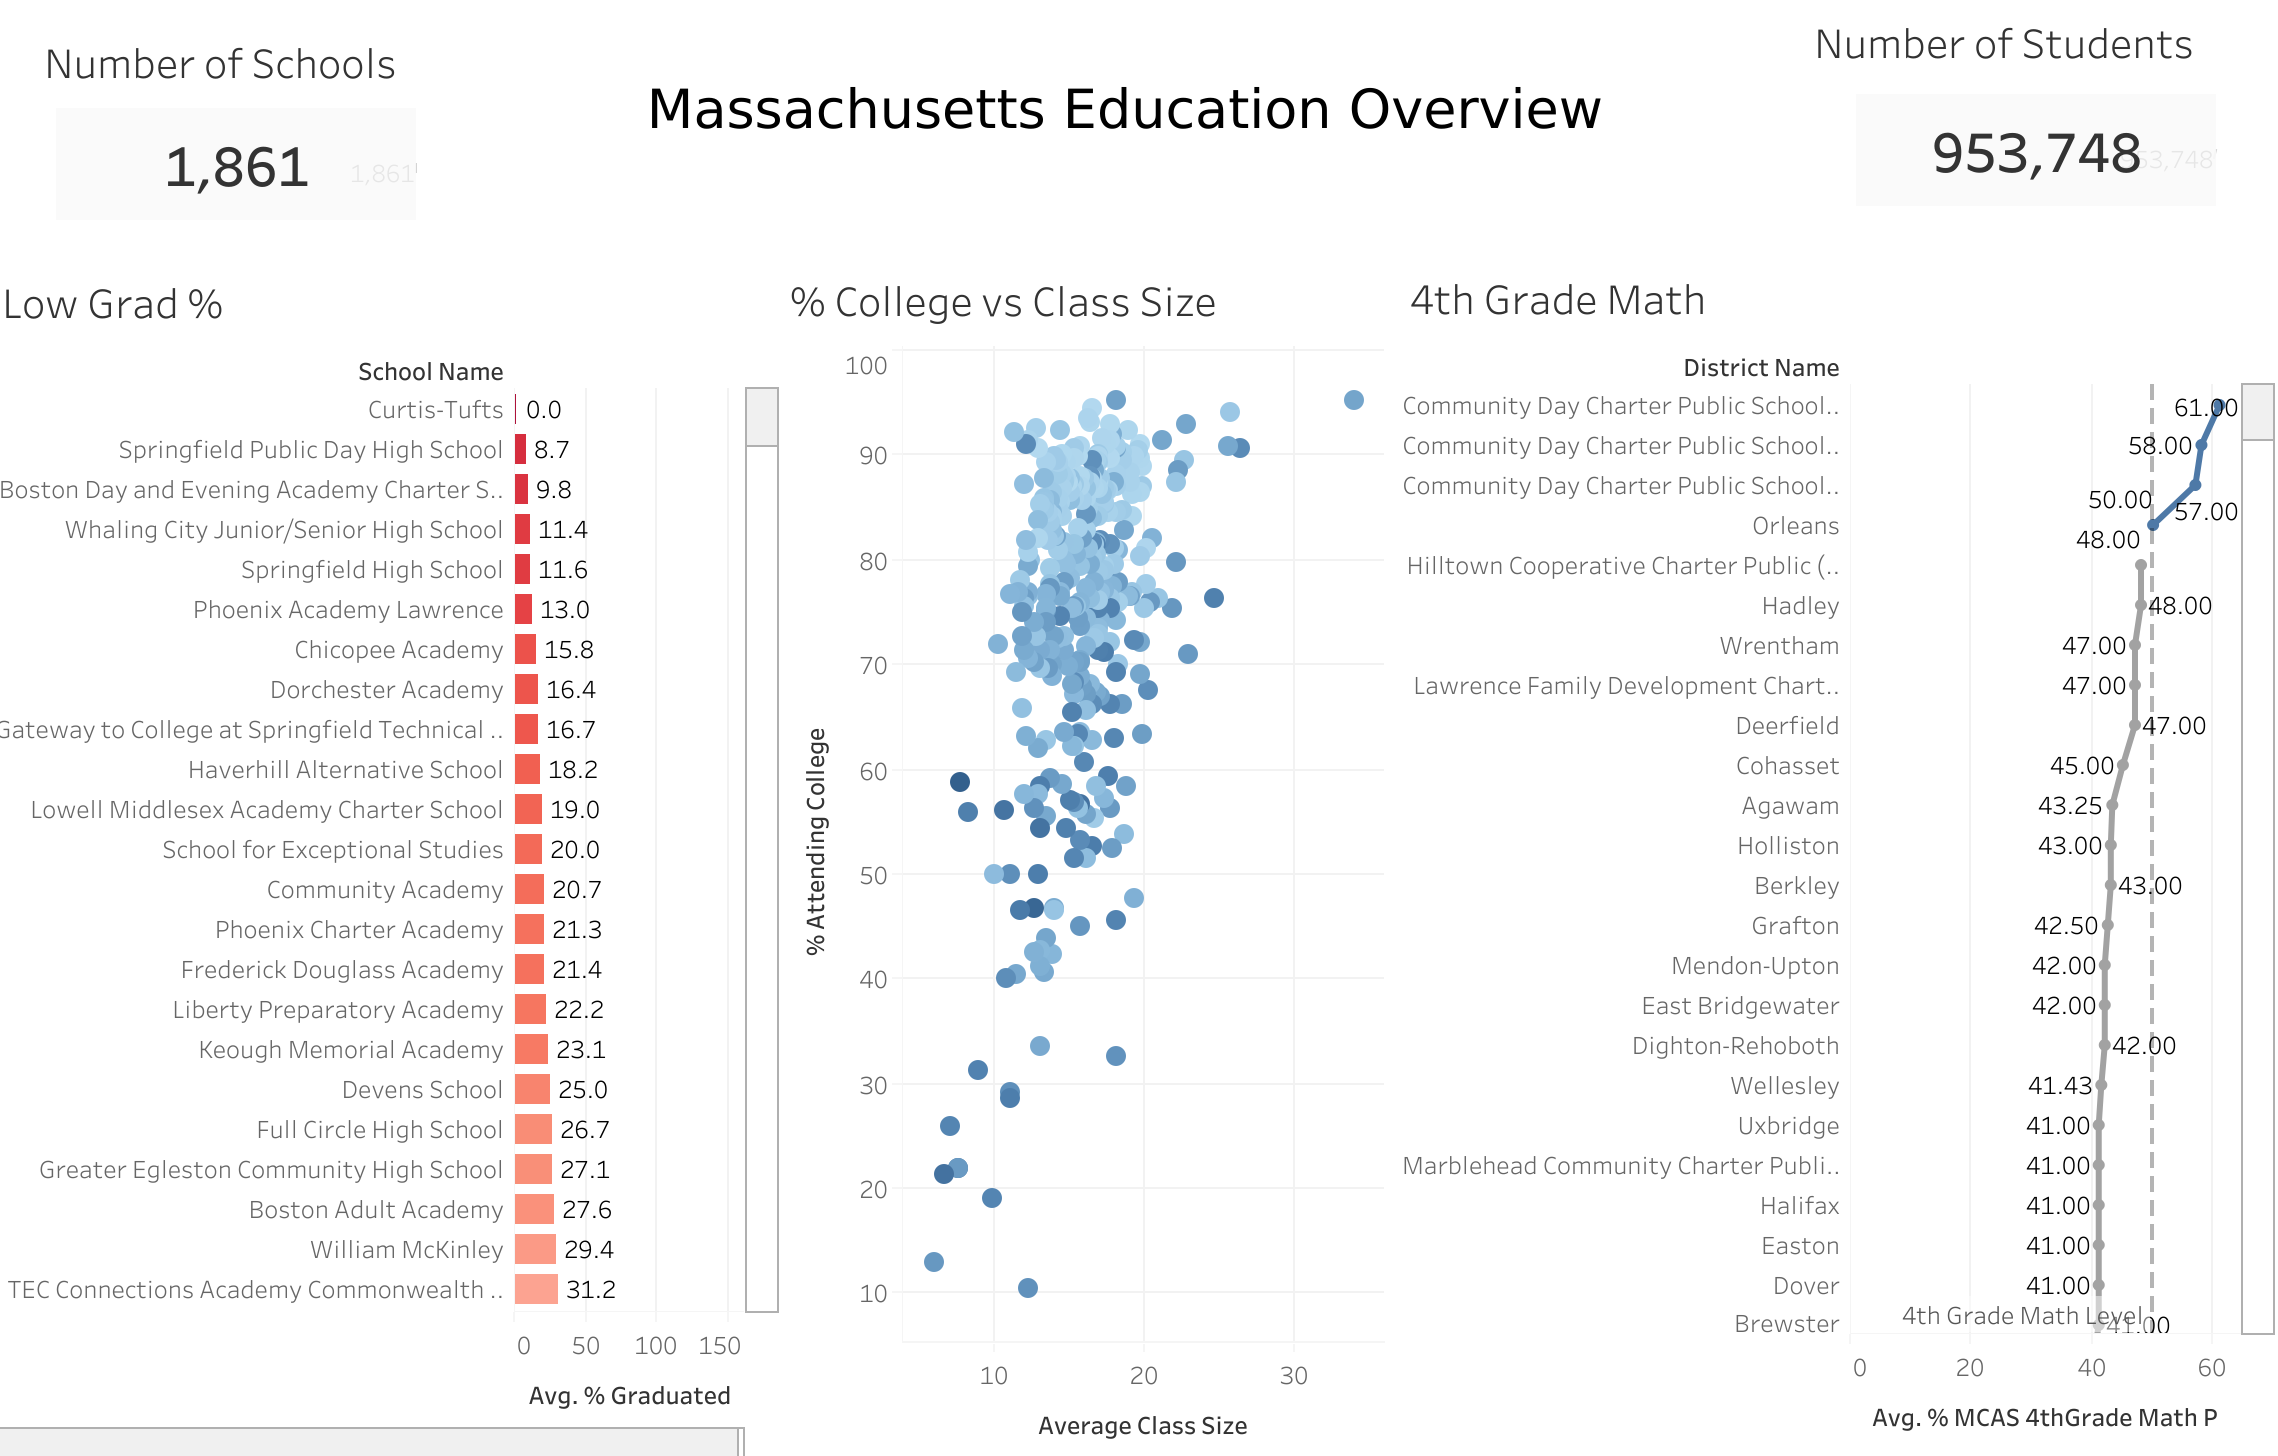 Number of Schools
1,861
1,861
Massachusetts Education Overview
Number of Students
953,748
53,748
Low Grad %
School Name
Curtis-Tufts 0.0
Springfield Public Day High School 8.7
Boston Day and Evening Academy Charter S.. 9.8
Whaling City Junior/Senior High School 11.4
Springfield High School 11.6
Phoenix Academy Lawrence 13.0
Chicopee Academy 15.8
Dorchester Academy 16.4
Gateway to College at Springfield Technical .. 16.7
Haverhill Alternative School 18.2
Lowell Middlesex Academy Charter School 19.0
School for Exceptional Studies 20.0
Community Academy 20.7
Phoenix Charter Academy 21.3
Frederick Douglass Academy 21.4
Liberty Preparatory Academy 22.2
Keough Memorial Academy 23.1
Devens School 25.0
Full Circle High School 26.7
Greater Egleston Community High School 27.1
Boston Adult Academy 27.6
William McKinley 29.4
TEC Connections Academy Commonwealth .. 31.2
0 50 100 150
Avg. % Graduated
% College vs Class Size
% Attending College
100
90
80
70
60
50
40
30
20
10
10 20 30
Average Class Size
4th Grade Math
District Name
Community Day Charter Public School.. 61.00
Community Day Charter Public School.. 58.00
Community Day Charter Public School.. 57.00
Orleans 50.00
Hilltown Cooperative Charter Public (.. 48.00
Hadley 48.00
Wrentham 47.00
Lawrence Family Development Chart.. 47.00
Deerfield 47.00
Cohasset 45.00
Agawam 43.25
Holliston 43.00
Berkley 43.00
Grafton 42.50
Mendon-Upton 42.00
East Bridgewater 42.00
Dighton-Rehoboth 42.00
Wellesley 41.43
Uxbridge 41.00
Marblehead Community Charter Publi.. 41.00
Halifax 41.00
Easton 41.00
Dover 41.00
Brewster 41.00
4th Grade Math Level
0 20 40 60
Avg. % MCAS 4thGrade Math P